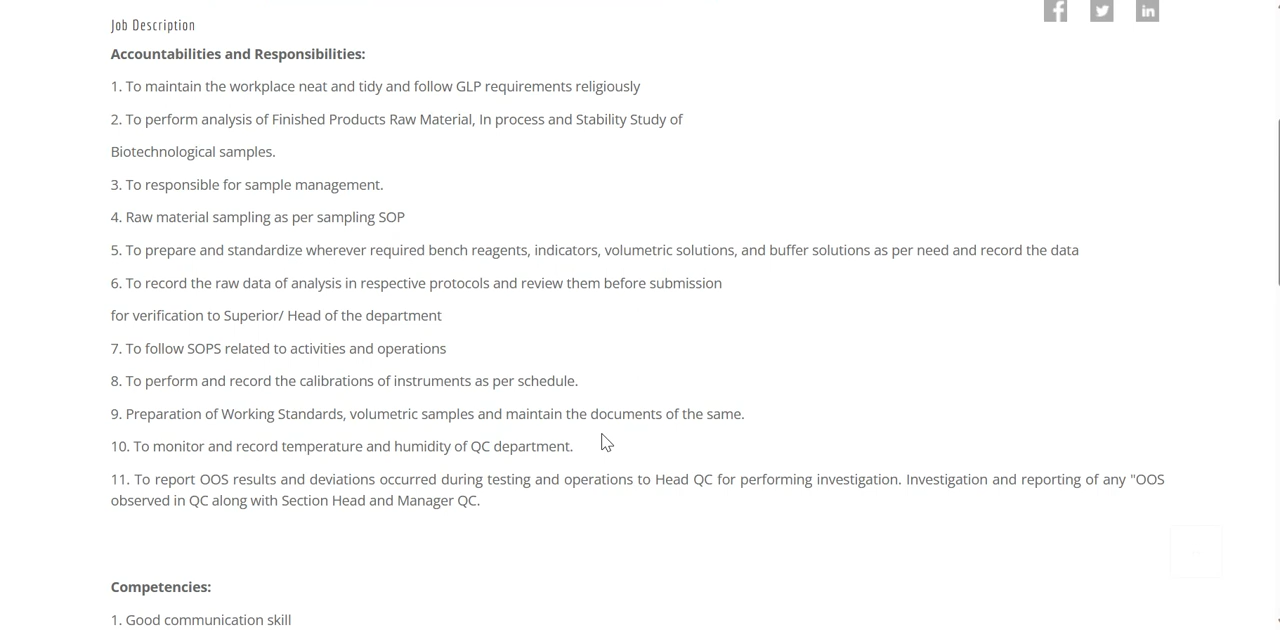 Job Description
Accountabilities and Responsibilities:
1. To maintain the workplace neat and tidy and follow GLP requirements religiously
2. To perform analysis of Finished Products Raw Material, In process and Stability Study of
Biotechnological samples.
3. To responsible for sample management.
4. Raw material sampling as per sampling SOP
5. To prepare and standardize wherever required bench reagents, indicators, volumetric solutions, and buffer solutions as per need and record the data
6. To record the raw data of analysis in respective protocols and review them before submission
for verification to Superior/ Head of the department
7. To follow SOPS related to activities and operations
8. To perform and record the calibrations of instruments as per schedule.
9. Preparation of Working Standards, volumetric samples and maintain the documents of the same.
10. To monitor and record temperature and humidity of QC department.
11. To report OOS results and deviations occurred during testing and operations to Head QC for performing investigation. Investigation and reporting of any "OOS
observed in QC along with Section Head and Manager QC.
Competencies:
1. Good communication skill